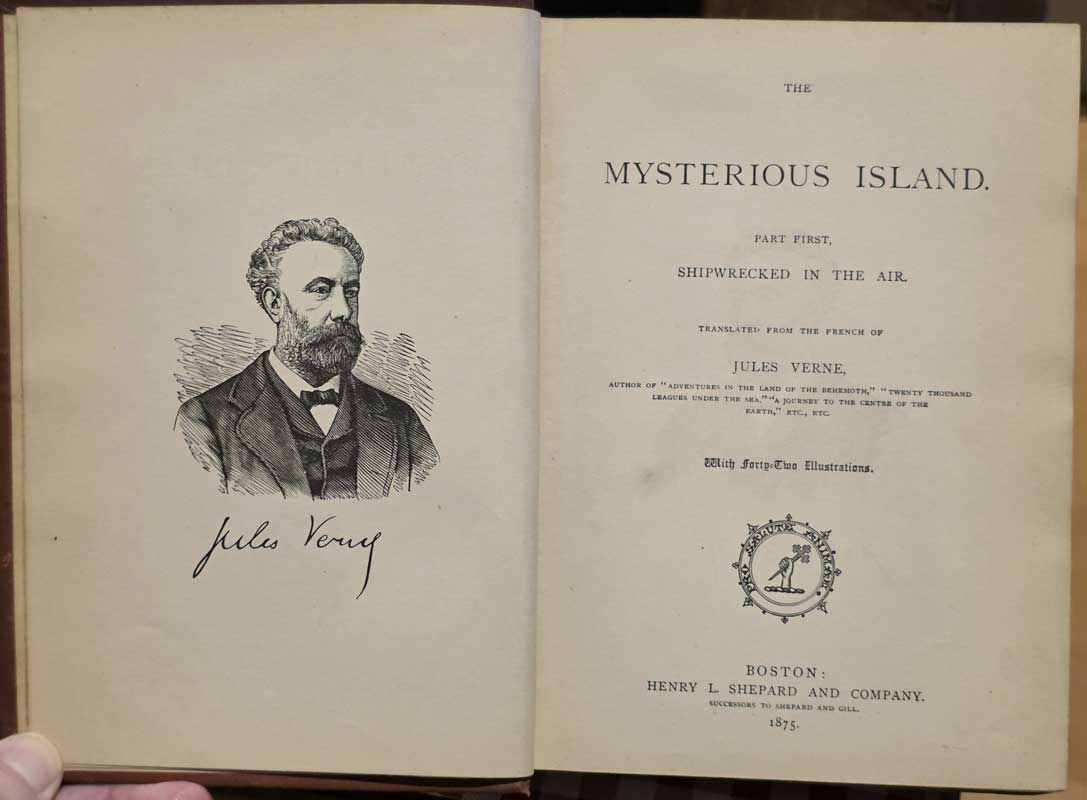 Jules Verne
THE
MYSTERIOUS ISLAND.
PART FIRST,
SHIPWRECKED IN THE AIR.
TRANSLATED FROM THE FRENCH OF
JULES VERNE,
AUTHOR OF "ADVENTURES IN THE LAND OF THE BEHEMOTH," "TWENTY THOUSAND
LEAGUES UNDER THE SEA," "A JOURNEY TO THE CENTRE OF THE
EARTH," ETC., ETC.
With Forty-Two Illustrations.
PRO SALUTE ANIMAE
BOSTON:
HENRY L. SHEPARD AND COMPANY.
SUCCESSORS TO SHEPARD AND GILL.
1875.